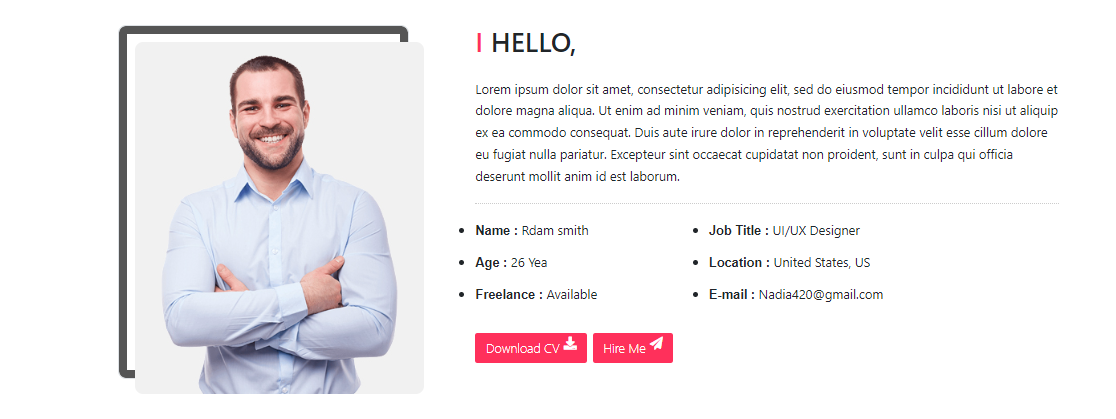 I HELLO,
Lorem ipsum dolor sit amet, consectetur adipisicing elit, sed do eiusmod tempor incididunt ut labore et
dolore magna aliqua. Ut enim ad minim veniam, quis nostrud exercitation ullamco laboris nisi ut aliquip
ex ea commodo consequat. Duis aute irure dolor in reprehenderit in voluptate velit esse cillum dolore
eu fugiat nulla pariatur. Excepteur sint occaecat cupidatat non proident, sunt in culpa qui officia
deserunt mollit anim id est laborum.
Name : Rdam smith
Age : 26 Yea
Freelance : Available
Job Title : UI/UX Designer
Location : United States, US
E-mail : Nadia420@gmail.com
Download CV
Hire Me